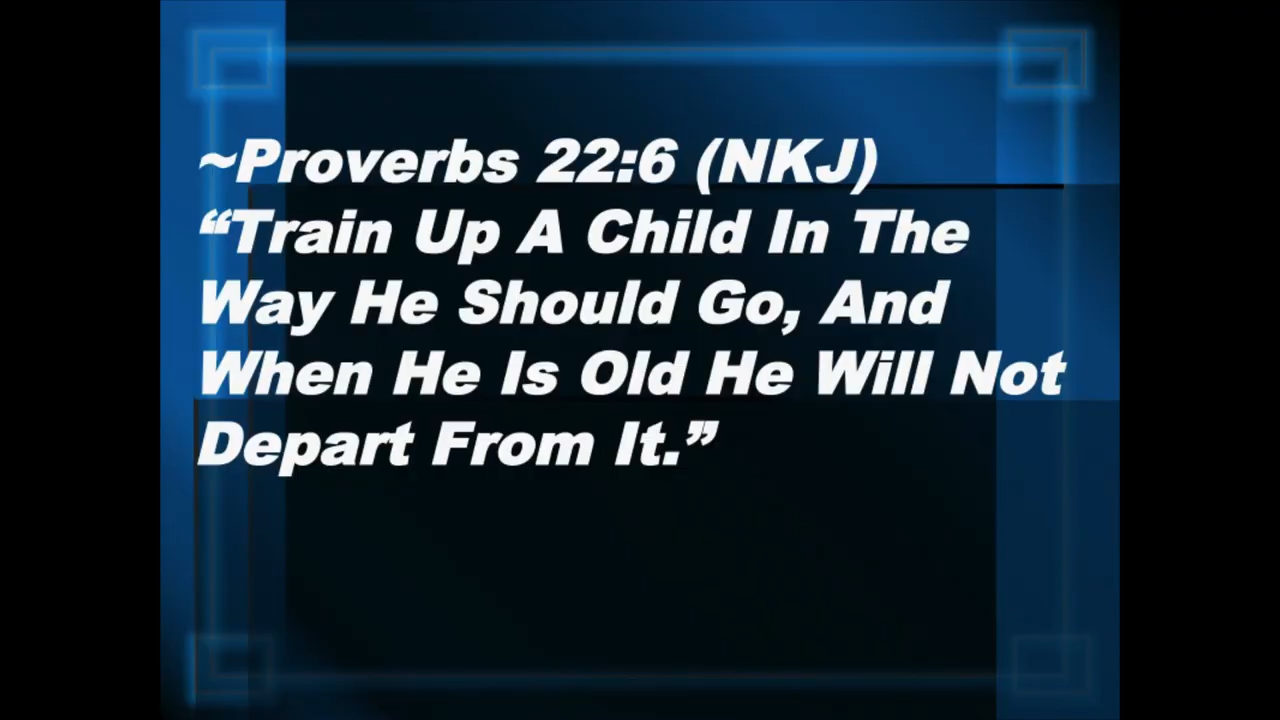 ~Proverbs 22:6 (NKJ)
“Train Up A Child In The
Way He Should Go, And
When He Is Old He Will Not
Depart From It.”